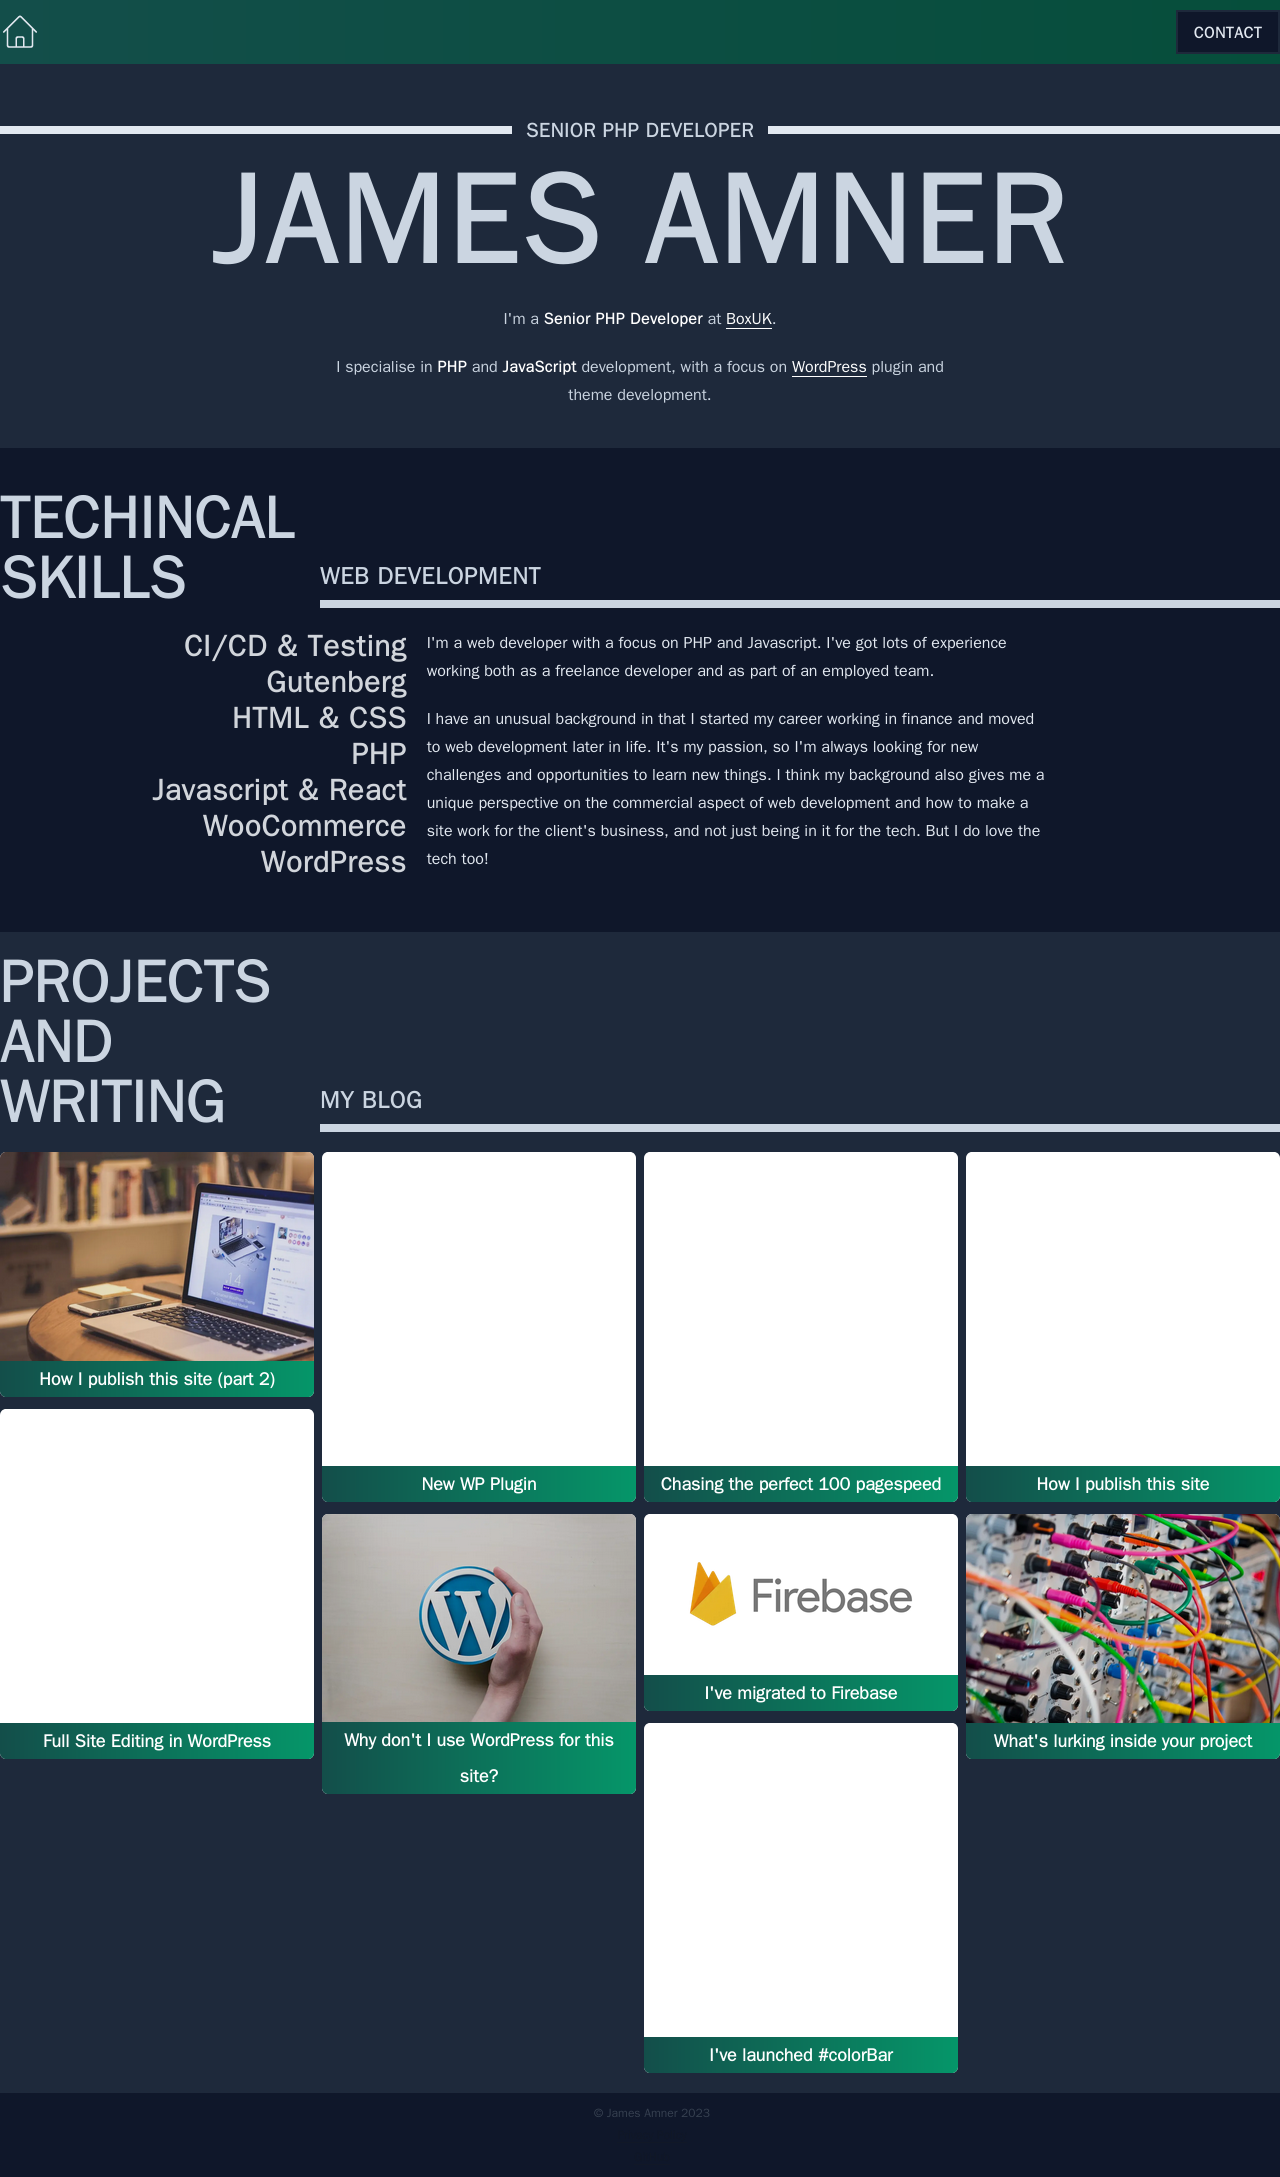 CONTACT
SENIOR PHP DEVELOPER
JAMES AMNER
I'm a Senior PHP Developer at BoxUK.
I specialise in PHP and JavaScript development, with a focus on WordPress plugin and
theme development.
TECHINCAL
SKILLS
WEB DEVELOPMENT
CI/CD & Testing
Gutenberg
HTML & CSS
PHP
Javascript & React
WooCommerce
WordPress
I'm a web developer with a focus on PHP and Javascript. I've got lots of experience
working both as a freelance developer and as part of an employed team.
I have an unusual background in that I started my career working in finance and moved
to web development later in life. It's my passion, so I'm always looking for new
challenges and opportunities to learn new things. I think my background also gives me a
unique perspective on the commercial aspect of web development and how to make a
site work for the client's business, and not just being in it for the tech. But I do love the
tech too!
PROJECTS
AND
WRITING
MY BLOG
How I publish this site (part 2)
New WP Plugin
Chasing the perfect 100 pagespeed
How I publish this site
Full Site Editing in WordPress
W
Why don't I use WordPress for this
site?
Firebase
I've migrated to Firebase
What's lurking inside your project
I've launched #colorBar
© James Amner 2023